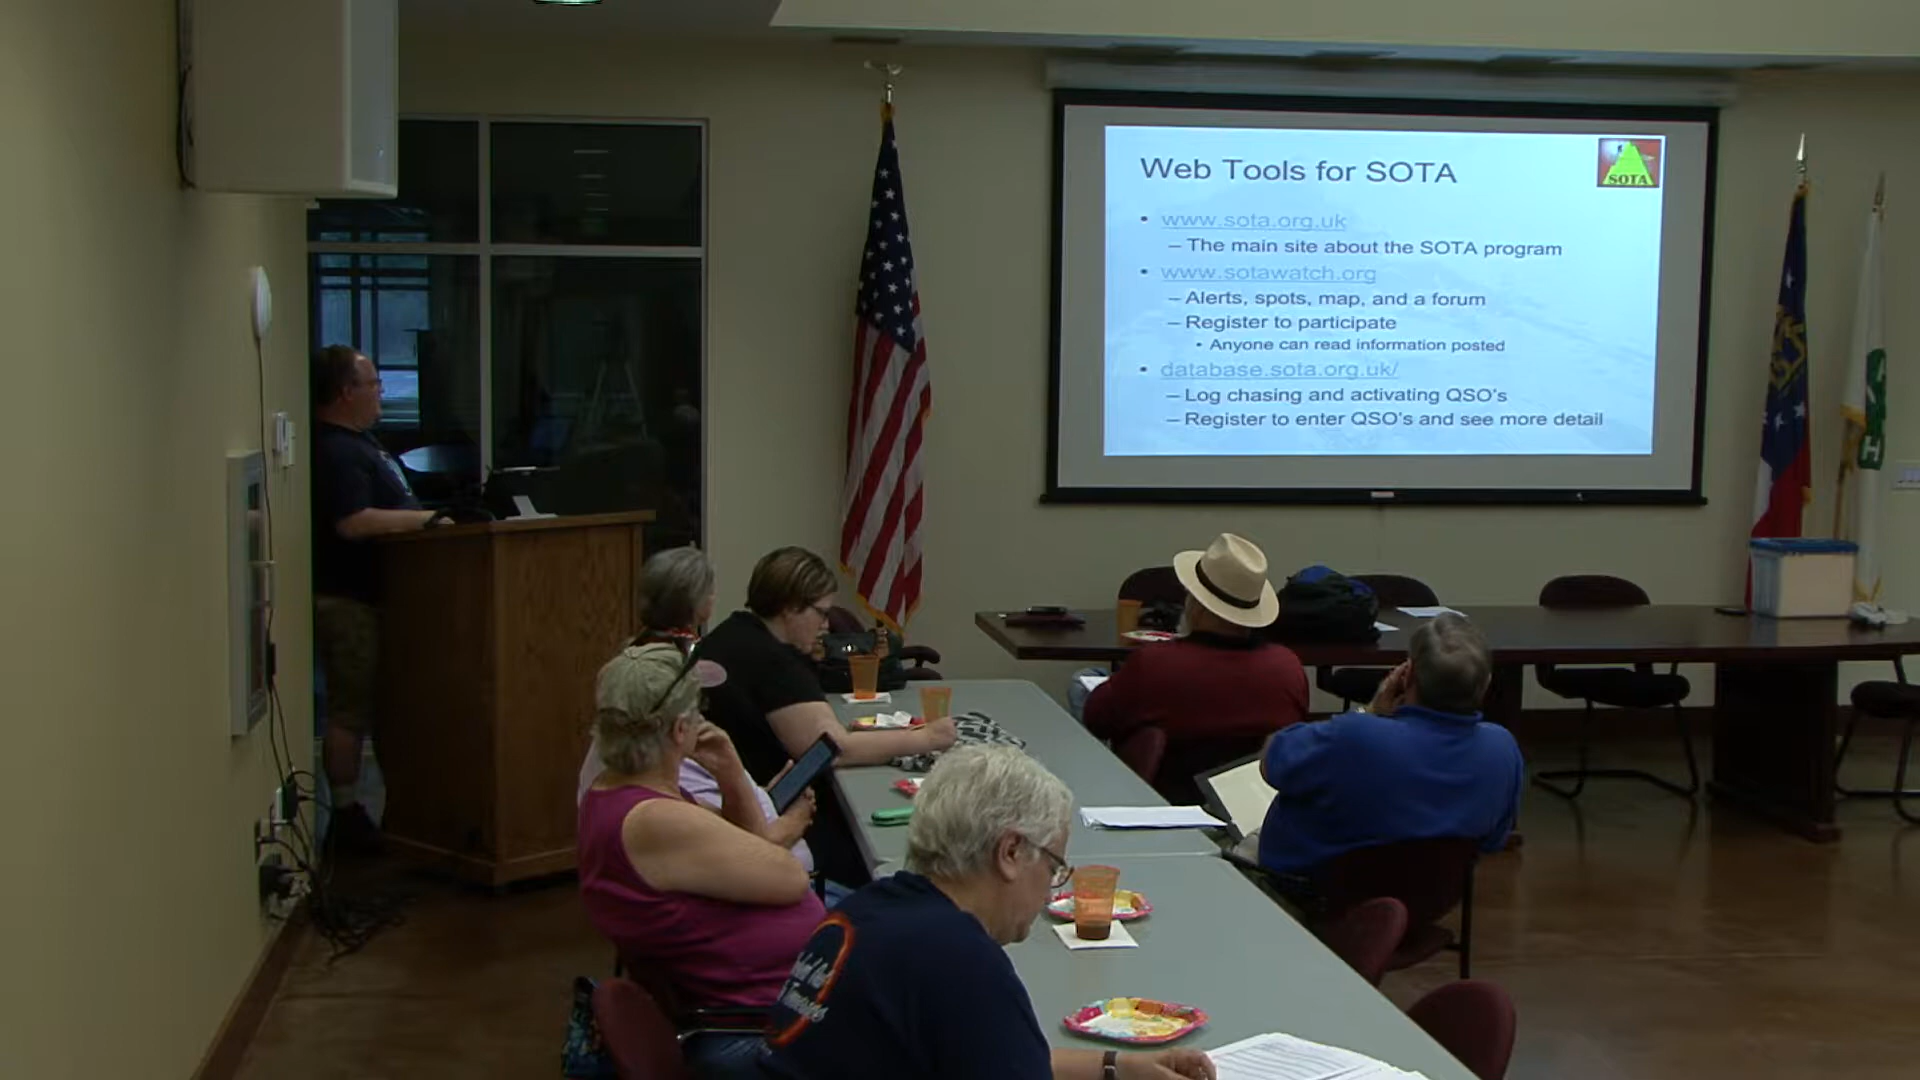 Web Tools for SOTA
SOTA
• www.sota.org.uk
– The main site about the SOTA program
• www.sotawatch.org
– Alerts, spots, map, and a forum
– Register to participate
• Anyone can read information posted
• database.sota.org.uk/
– Log chasing and activating QSO's
– Register to enter QSO's and see more detail
H